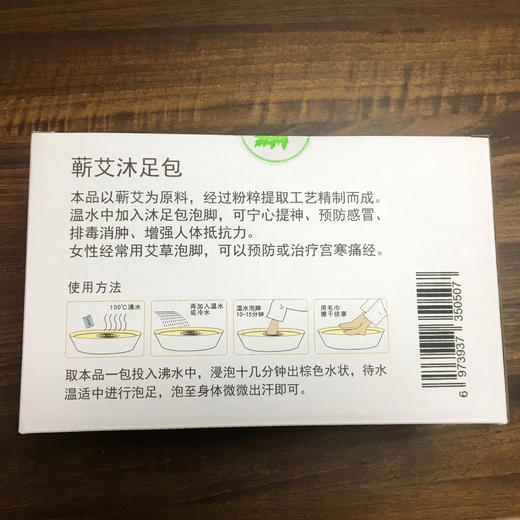 蕲艾沐足包
本品以蕲艾为原料，经过粉粹提取工艺精制而成。
温水中加入沐足包泡脚，可宁心提神、预防感冒、
排毒消肿、增强人体抵抗力。
女性经常用艾草泡脚，可以预防或治疗宫寒痛经。
使用方法
100℃沸水
再加入温水
或冷水
温水泡脚
10-15分钟
用毛巾
擦干按摩
取本品一包投入沸水中，浸泡十几分钟出棕色水状，待水
温适中进行泡足，泡至身体微微出汗即可。
6 973937 350507